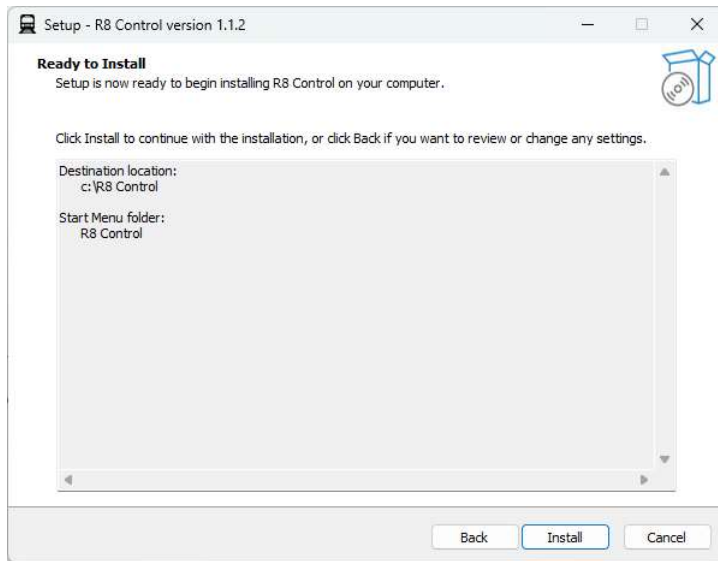 Setup - R8 Control version 1.1.2
Ready to Install
Setup is now ready to begin installing R8 Control on your computer.
Click Install to continue with the installation, or click Back if you want to review or change any settings.
Destination location:
c:\R8 Control
Start Menu folder:
R8 Control
Back
Install
Cancel